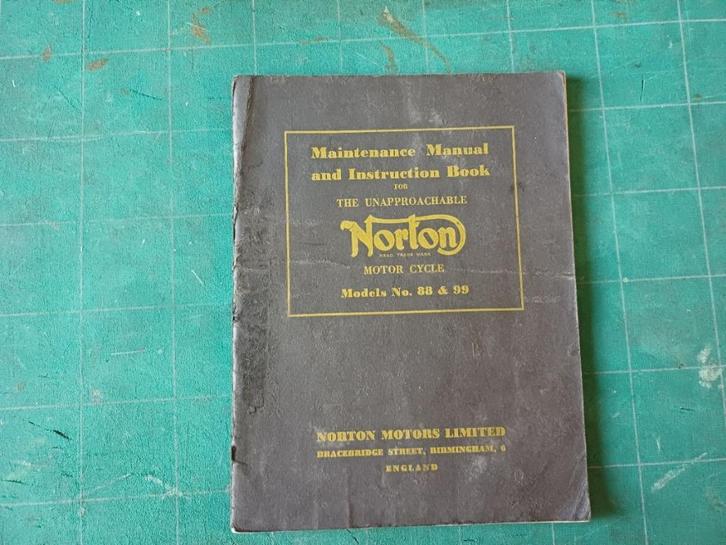 Maintenance Manual
and Instruction Book
FOR
THE UNAPPROACHABLE
Norton
READ. TRADE MARK
MOTOR CYCLE
Models No. 88 & 99
NORTON MOTORS LIMITED
BRACEBRIDGE STREET, BIRMINGHAM, 6
ENGLAND